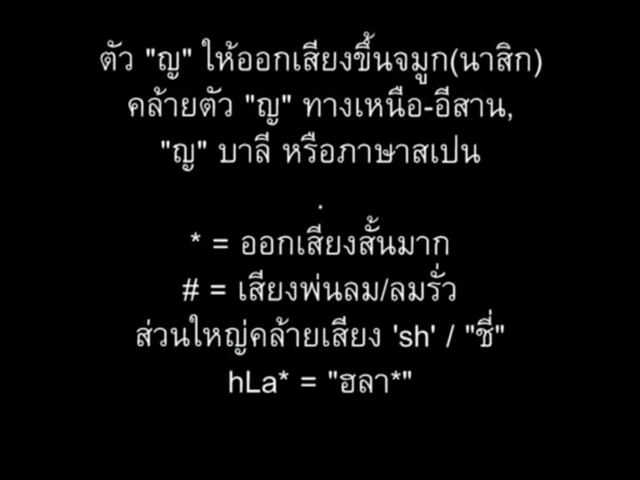 ตัว "ญ" ให้ออกเสียงขึ้นจมูก(นาสิก)
คล้ายตัว "ญ" ทางเหนือ-อีสาน,
"ญ" บาลี หรือภาษาสเปน
.
* = ออกเสี่ยงสั้นมาก
# = เสียงพ่นลม/ลมรั่ว
ส่วนใหญ่คล้ายเสียง 'sh' / "ชี่"
hLa* = "ฮลา*"